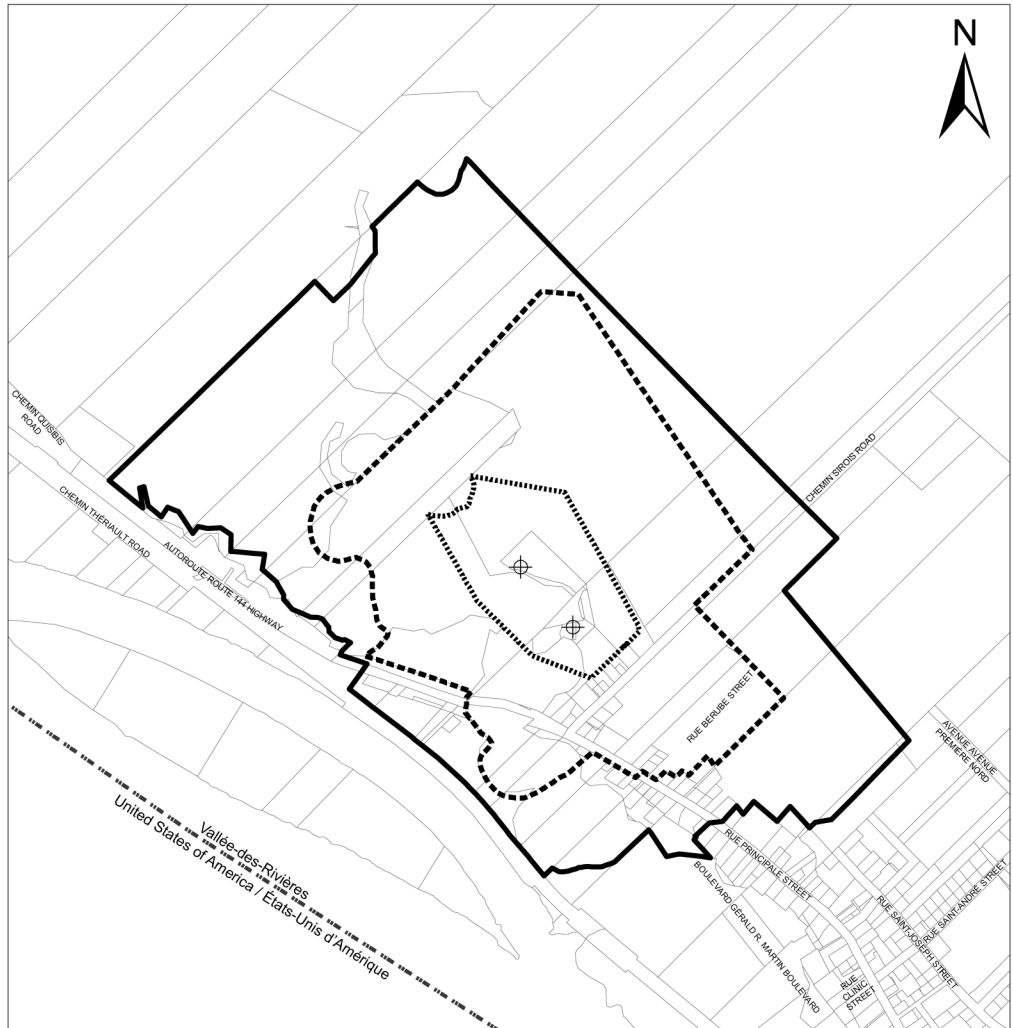 N
CHEMIN QUISIBIS
ROAD
CHEMIN THÉRIAULT ROAD
AUTOROUTE ROUTE 144 HIGHWAY
CHEMIN SIROIS ROAD
RUE BERUBE STREET
AVENUE AVENUE
PREMIÈRE NORD
RUE PRINCIPALE STREET
BOULEVARD GÉRALD R. MARTIN BOULEVARD
RUE SAINT-JOSEPH STREET
RUE SAINT-ANDRÉ STREET
RUE
CLINIC
STREET
Vallée-des-Rivières
United States of America / États-Unis d'Amérique